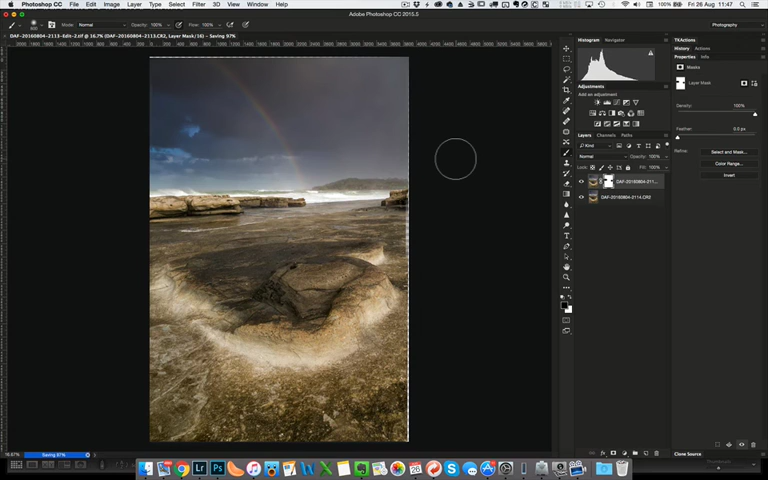 Photoshop CC File Edit Image Layer Type Select Filter 3D View Window Help Fri 26 Aug 11:47
Adobe Photoshop CC 2015.5
Mode: Normal Opacity: 100% Flow: 100% Photography
DAF-20160804-2113-Edit-2.tif @ 16.7% (DAF-20160804-2113.CR2, Layer Mask/16) - Saving 97%
Histogram Navigator
TKActions
History Actions
Properties Info
Masks
Layer Mask
Adjustments
Add an adjustment
Density: 100%
Feather: 0.0 px
Layers Channels Paths
Kind
Normal Opacity: 100%
Lock: Fill: 100%
Refine: Select and Mask...
Color Range...
Invert
DAF-20160804-211...
DAF-20160804-2114.CR2
16.67% Saving 97%
Clone Source